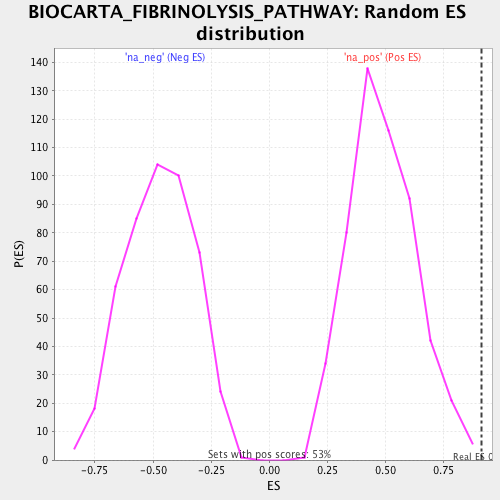 BIOCARTA_FIBRINOLYSIS_PATHWAY: Random ES
distribution
'na_neg' (Neg ES)
'na_pos' (Pos ES)
140
130
120
110
100
90
80
70
60
50
40
30
20
10
0
P(ES)
Sets with pos scores: 53%
Real ES 0
-0.75
-0.50
-0.25
0.00
0.25
0.50
0.75
ES